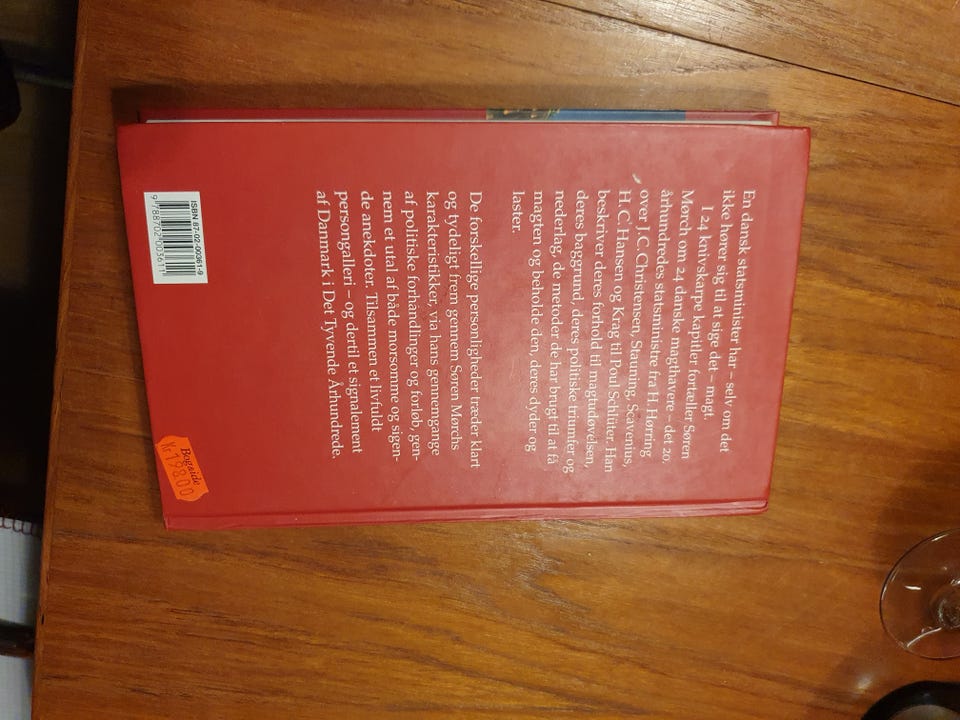 En dansk statsminister har – selv om det
ikke hører sig til at sige det – magt.
I 24 knivskarpe kapitler fortæller Søren
Mørch om 24 danske magthavere – det 20.
århundredes statsministre fra H. Hørring
over J.C. Christensen, Stauning, Scavenius,
H. C. Hansen og Krag til Poul Schlüter. Han
beskriver deres forhold til magtudøvelsen,
deres baggrund, deres politiske triumfer og
nederlag, de metoder de har brugt til at få
magten og beholde den, deres dyder og
laster.
De forskellige personligheder træder klart
og tydeligt frem gennem Søren Mørchs
karakteristikker, via hans gennemgange
af politiske forhandlinger og forløb, gen-
nem et utal af både morsomme og sigen-
de anekdoter. Tilsammen et livfuldt
persongalleri – og dertil et signalement
af Danmark i Det Tyvende Århundrede.
ISBN 87-02-00361-9
9788702003611
Bogside
Kr 198 00